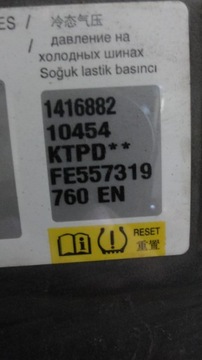 ES / 冷态气压
/ давление на
холодных шинах
/ Soğuk lastik basıncı
1416882
10454
KTPD**
FE557319
760 EN
i
RESET
重置